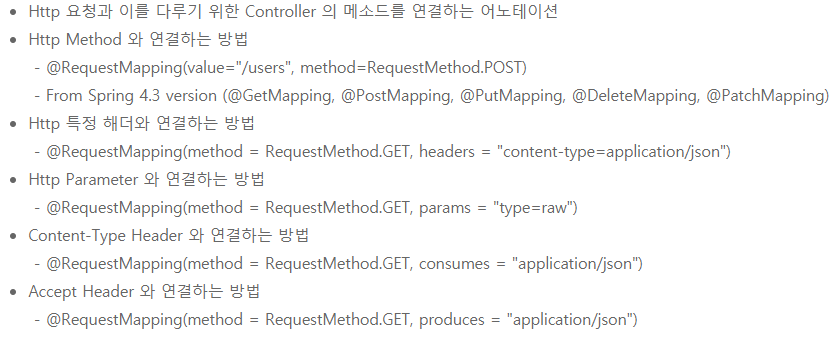 • Http 요청과 이를 다루기 위한 Controller 의 메소드를 연결하는 어노테이션
• Http Method 와 연결하는 방법
- @RequestMapping(value="/users", method=RequestMethod.POST)
- From Spring 4.3 version (@GetMapping, @PostMapping, @PutMapping, @DeleteMapping, @PatchMapping)
• Http 특정 해더와 연결하는 방법
- @RequestMapping(method = RequestMethod.GET, headers = "content-type=application/json")
• Http Parameter 와 연결하는 방법
- @RequestMapping(method = RequestMethod.GET, params = "type=raw")
• Content-Type Header 와 연결하는 방법
- @RequestMapping(method = RequestMethod.GET, consumes = "application/json")
• Accept Header 와 연결하는 방법
- @RequestMapping(method = RequestMethod.GET, produces = "application/json")